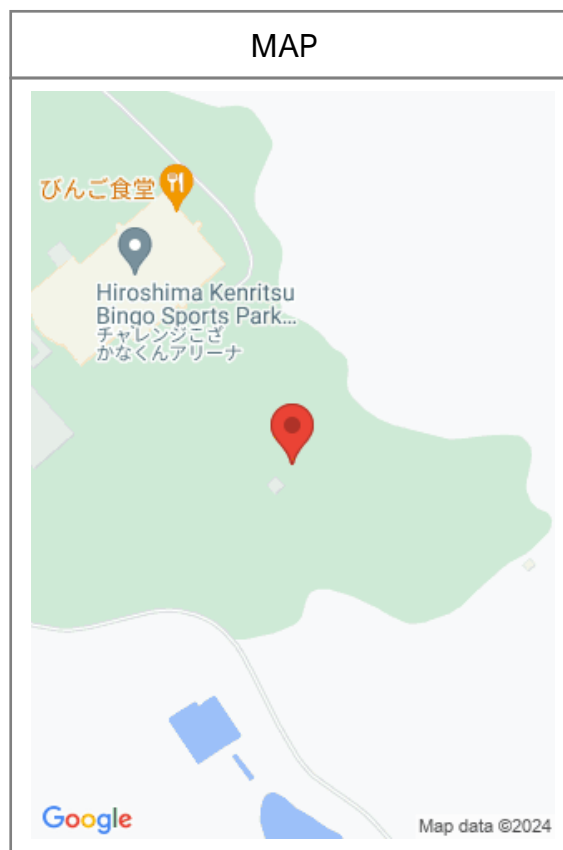 MAP
びんご食堂
Hiroshima Kenritsu
Bingo Sports Park...
チャレンジこざ
かなくんアリーナ
Google
Map data ©2024